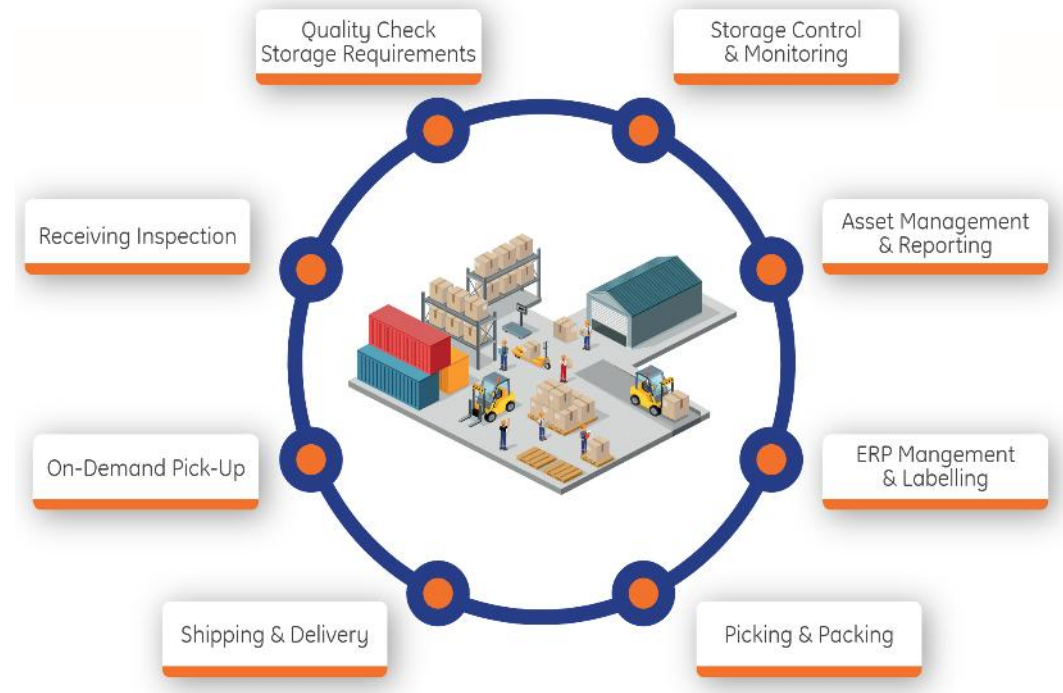 Quality Check
Storage Requirements
Storage Control
& Monitoring
Receiving Inspection
Asset Management
& Reporting
On-Demand Pick-Up
ERP Mangement
& Labelling
Shipping & Delivery
Picking & Packing